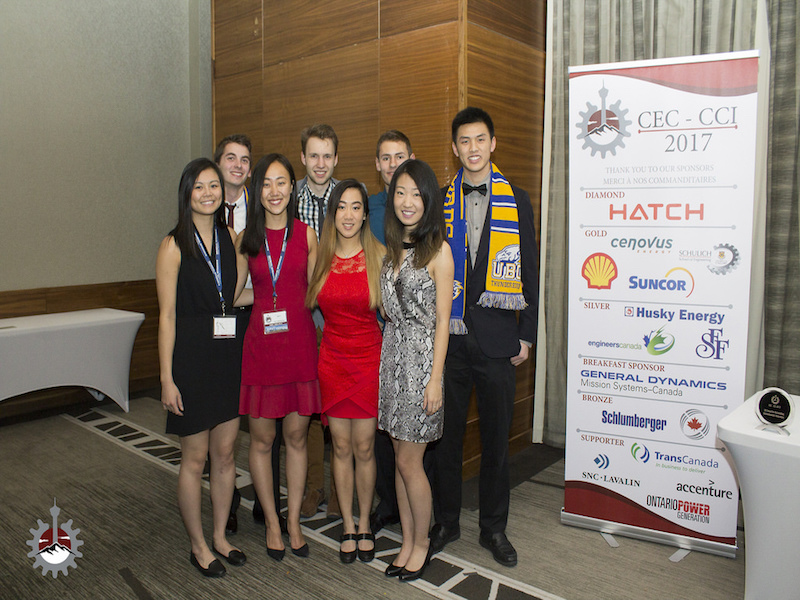 CEC - CCI
2017
THANK YOU TO OUR SPONSORS
MERCI À NOS COMMANDITAIRES
DIAMOND
HATCH
GOLD
cenovus
ENERGY
SCHULICH
SUNCOR
SILVER
Husky Energy
engineerscanada
SFS
BREAKFAST SPONSOR
GENERAL DYNAMICS
Mission Systems–Canada
BRONZE
Schlumberger
SUPPORTER
TransCanada
In business to deliver
SNC • LAVALIN
accenture
ONTARIOPOWER
GENERATION
UBC